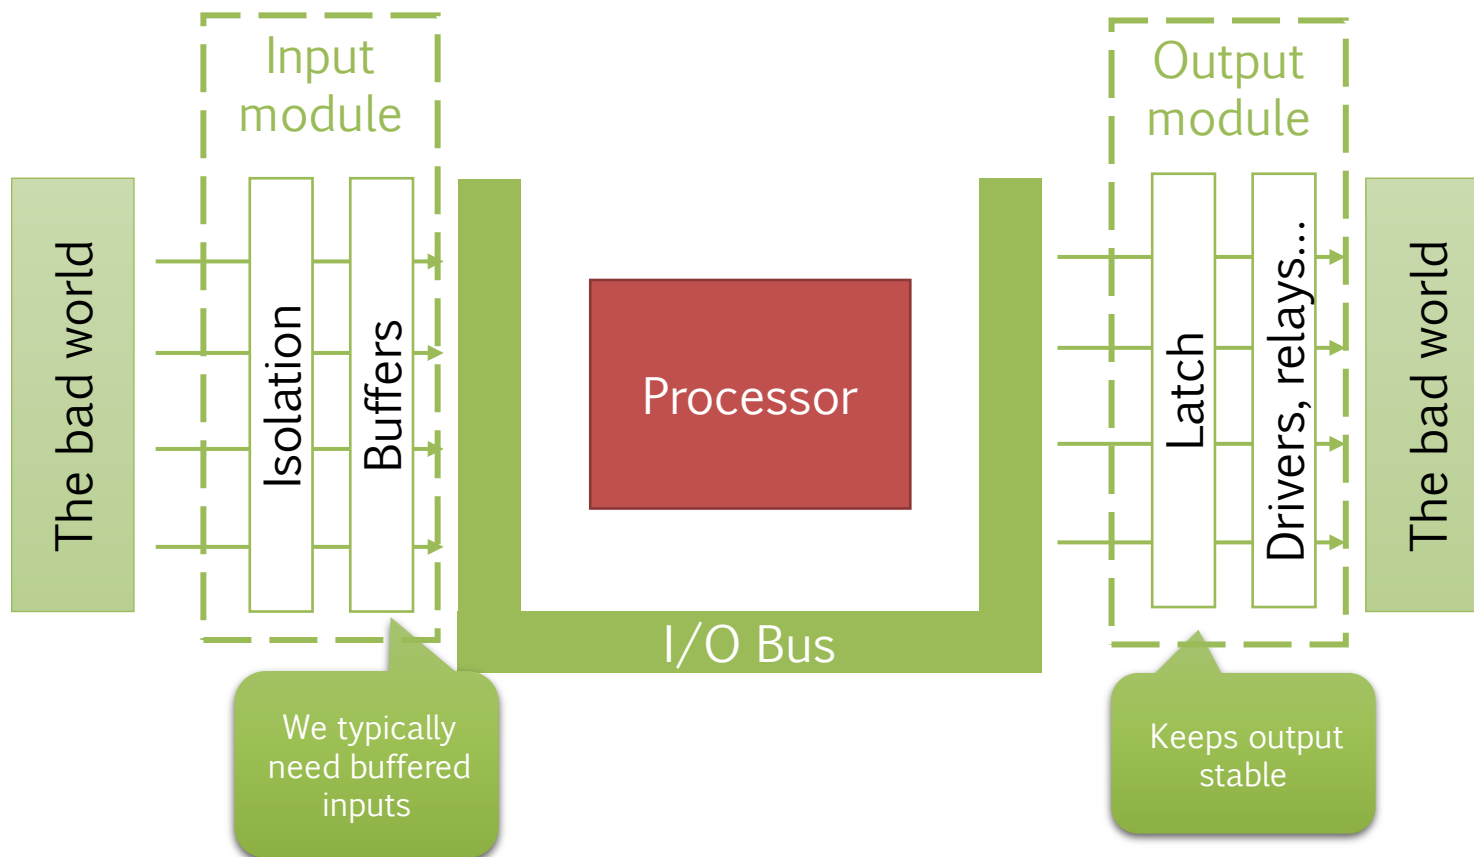 Input
module
Output
module
The bad world
Isolation
Buffers
Processor
Latch
Drivers, relays...
The bad world
I/O Bus
We typically
need buffered
inputs
Keeps output
stable